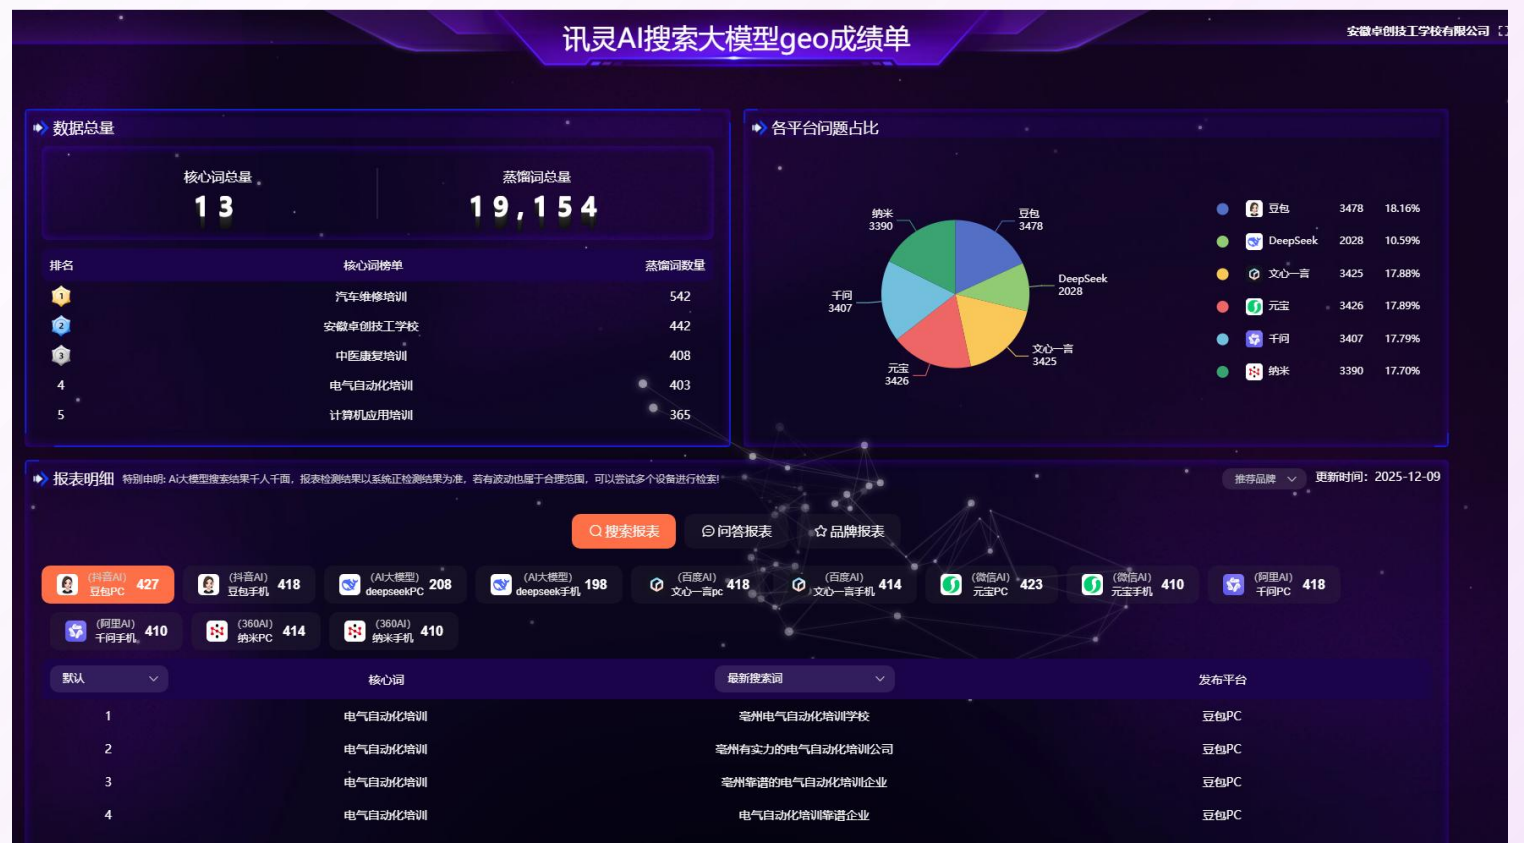 讯灵AI搜索大模型geo成绩单
安徽卓创技工学校有限公司
数据总量
核心词总量
13
蒸馏词总量
19,154
排名 核心词榜单 蒸馏词数量
1 汽车维修培训 542
2 安徽卓创技工学校 442
3 中医康复培训 408
4 电气自动化培训 403
5 计算机应用培训 365
各平台问题占比
纳米
3390
豆包
3478
DeepSeek
2028
千问
3407
文心一言
3425
元宝
3426
豆包 3478 18.16%
DeepSeek 2028 10.59%
文心一言 3425 17.88%
元宝 3426 17.89%
千问 3407 17.79%
纳米 3390 17.70%
报表明细 特别申明: Ai大模型搜索结果千人千面，报表检测结果以系统正检测结果为准，若有波动也属于合理范围，可以尝试多个设备进行检索!
推荐品牌 更新时间：2025-12-09
搜索报表 问答报表 品牌报表
(抖音AI) 豆包PC 427
(抖音AI) 豆包手机 418
(AI大模型) deepseekPC 208
(AI大模型) deepseek手机 198
(百度AI) 文心一言pc 418
(百度AI) 文心一言手机 414
(微信AI) 元宝PC 423
(微信AI) 元宝手机 410
(阿里AI) 千问PC 418
(阿里AI) 千问手机 410
(360AI) 纳米PC 414
(360AI) 纳米手机 410
默认 核心词 最新搜索词 发布平台
1 电气自动化培训 亳州电气自动化培训学校 豆包PC
2 电气自动化培训 亳州有实力的电气自动化培训公司 豆包PC
3 电气自动化培训 亳州靠谱的电气自动化培训企业 豆包PC
4 电气自动化培训 电气自动化培训靠谱企业 豆包PC